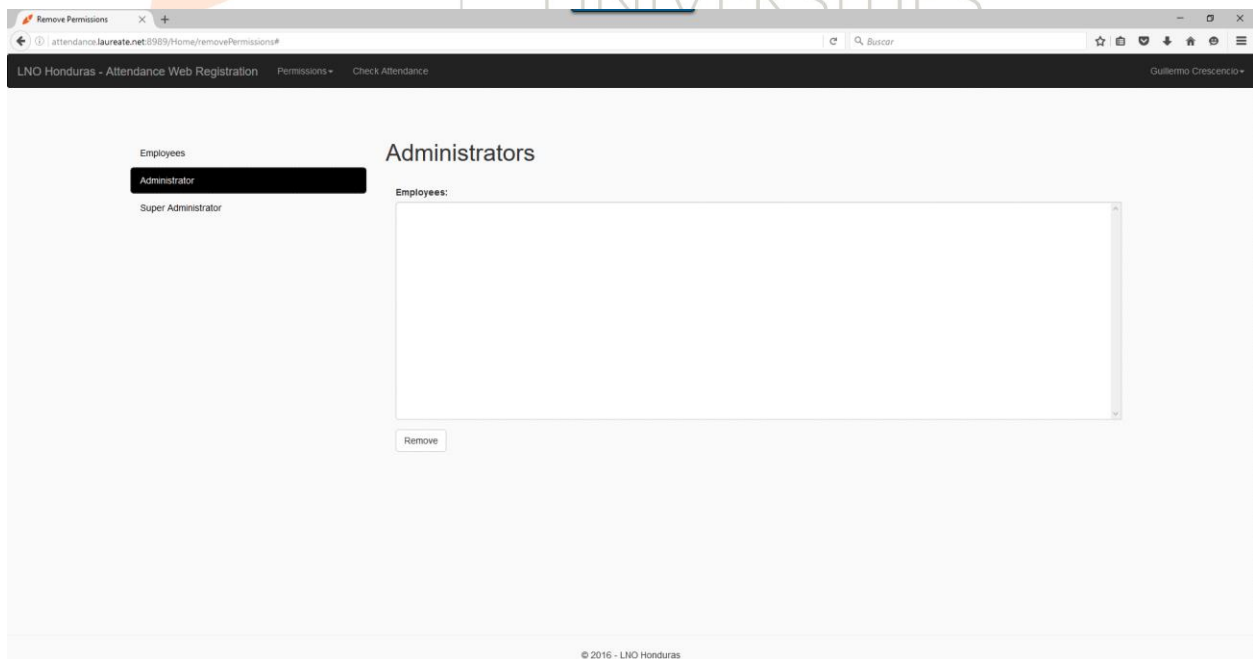 UNIVERSITIES
Remove Permissions
attendance.laureate.net:8989/Home/removePermissions#
Buscar
LNO Honduras - Attendance Web Registration Permissions Check Attendance Guillermo Crescencio
Employees
Administrator
Super Administrator
Administrators
Employees:
Remove
© 2016 - LNO Honduras